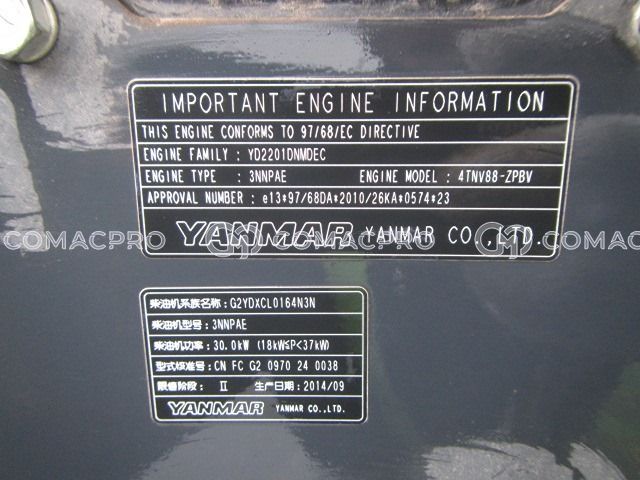 IMPORTANT ENGINE INFORMATION
THIS ENGINE CONFORMS TO 97/68/EC DIRECTIVE
ENGINE FAMILY : YD2201DNMDEC
ENGINE TYPE : 3NNPAE ENGINE MODEL : 4TNV88-ZPBV
APPROVAL NUMBER : e13*97/68DA*2010/26KA*0574*23
YANMAR YANMAR CO.,LTD.
COMACPRO COMACPRO COMACPRO
柴油机系族名称: G2YDXCL0164N3N
柴油机型号: 3NNPAE
柴油机功率: 30.0kW (18kW≦P<37kW)
型式核准号: CN FC G2 0970 24 0038
限值阶段: II 生产日期: 2014/09
YANMAR YANMAR CO.,LTD.